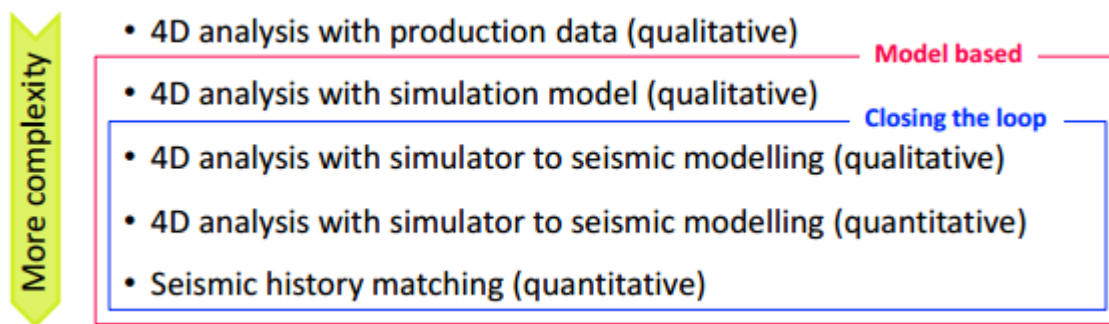 • 4D analysis with production data (qualitative)
Model based
• 4D analysis with simulation model (qualitative)
Closing the loop
• 4D analysis with simulator to seismic modelling (qualitative)
• 4D analysis with simulator to seismic modelling (quantitative)
• Seismic history matching (quantitative)
More complexity